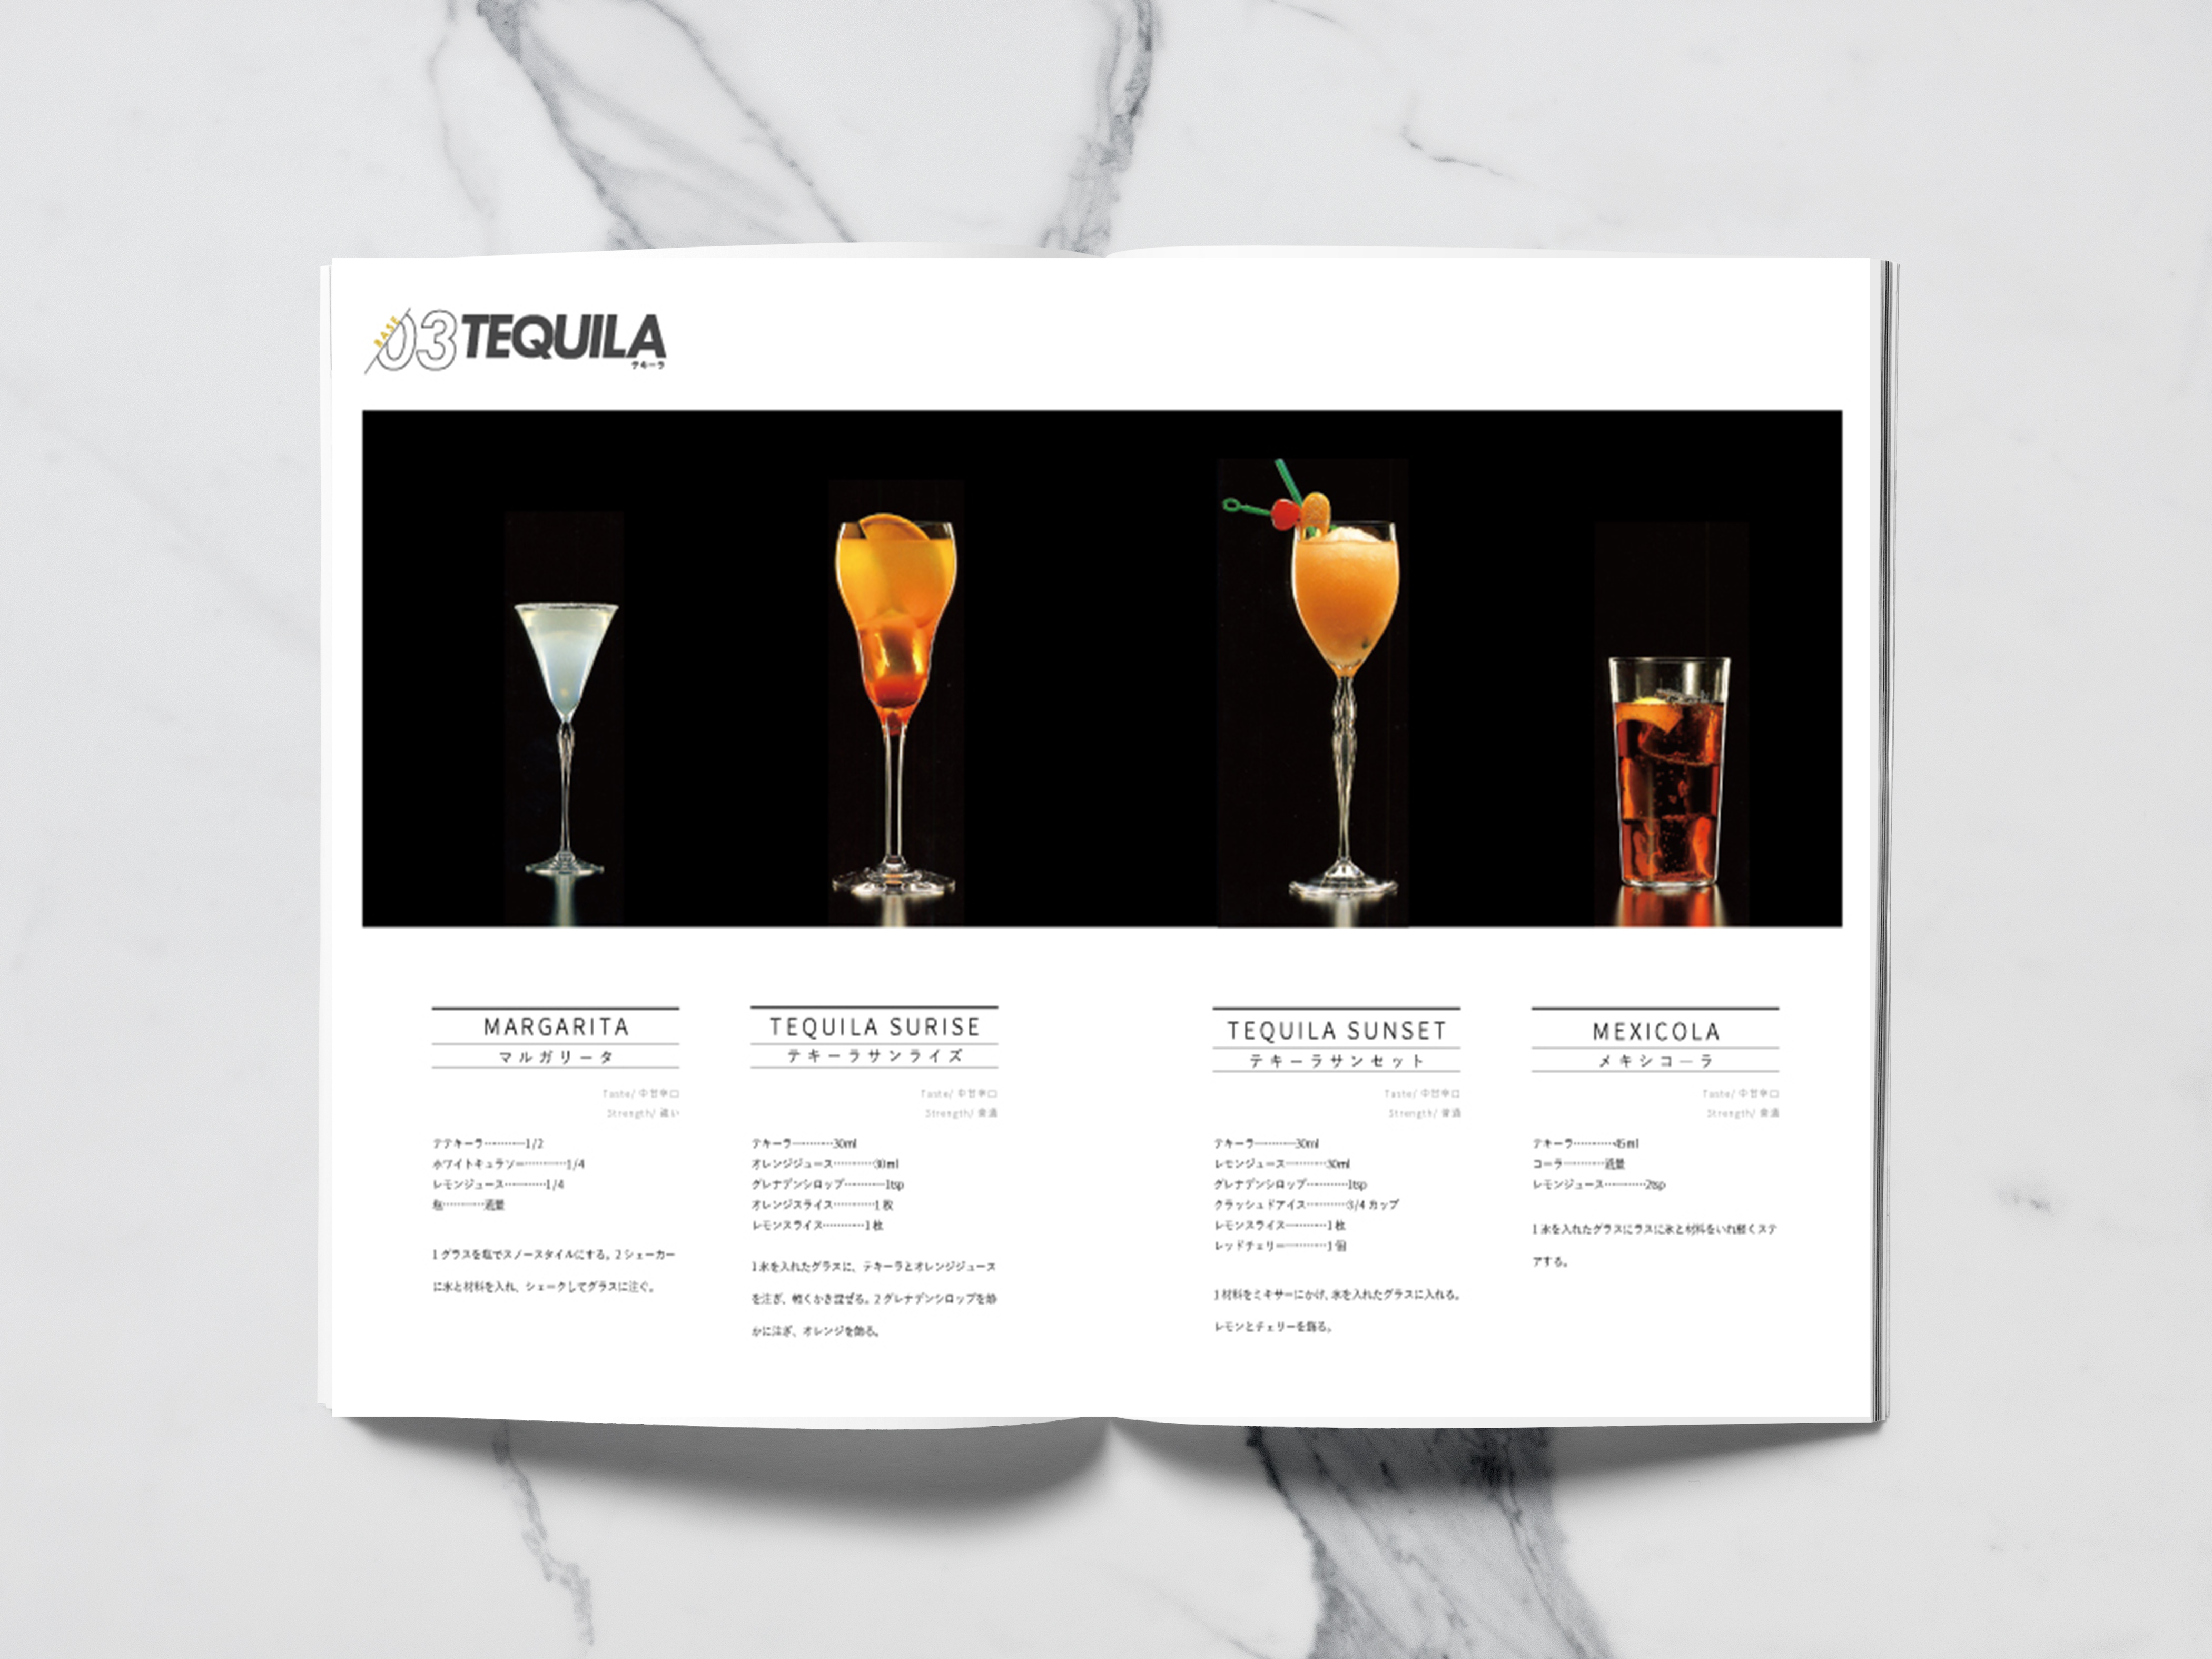 BASE
03 TEQUILA
テキーラ
MARGARITA
マルガリータ
Taste/ 中甘辛口
Strength/ 強い
テテキーラ…………1/2
ホワイトキュラソー…………1/4
レモンジュース…………1/4
塩…………適量
1 グラスを塩でスノースタイルにする。2 シェーカー
に氷と材料を入れ、シェークしてグラスに注ぐ。
TEQUILA SURISE
テキーラサンライズ
Taste/ 中甘辛口
Strength/ 普通
テキーラ…………30ml
オレンジジュース…………30ml
グレナデンシロップ…………1tsp
オレンジスライス…………1 枚
レモンスライス…………1 枚
1 氷を入れたグラスに、テキーラとオレンジジュース
を注ぎ、軽くかき混ぜる。2 グレナデンシロップを静
かに注ぎ、オレンジを飾る。
TEQUILA SUNSET
テキーラサンセット
Taste/ 中甘辛口
Strength/ 普通
テキーラ…………30ml
レモンジュース…………30ml
グレナデンシロップ…………1tsp
クラッシュドアイス…………3/4 カップ
レモンスライス…………1 枚
レッドチェリー…………1 個
1 材料をミキサーにかけ、氷を入れたグラスに入れる。
レモンとチェリーを飾る。
MEXICOLA
メキシコーラ
Taste/ 中甘辛口
Strength/ 普通
テキーラ…………45ml
コーラ…………適量
レモンジュース…………2tsp
1 氷を入れたグラスにラスに氷と材料をいれ軽くステ
アする。